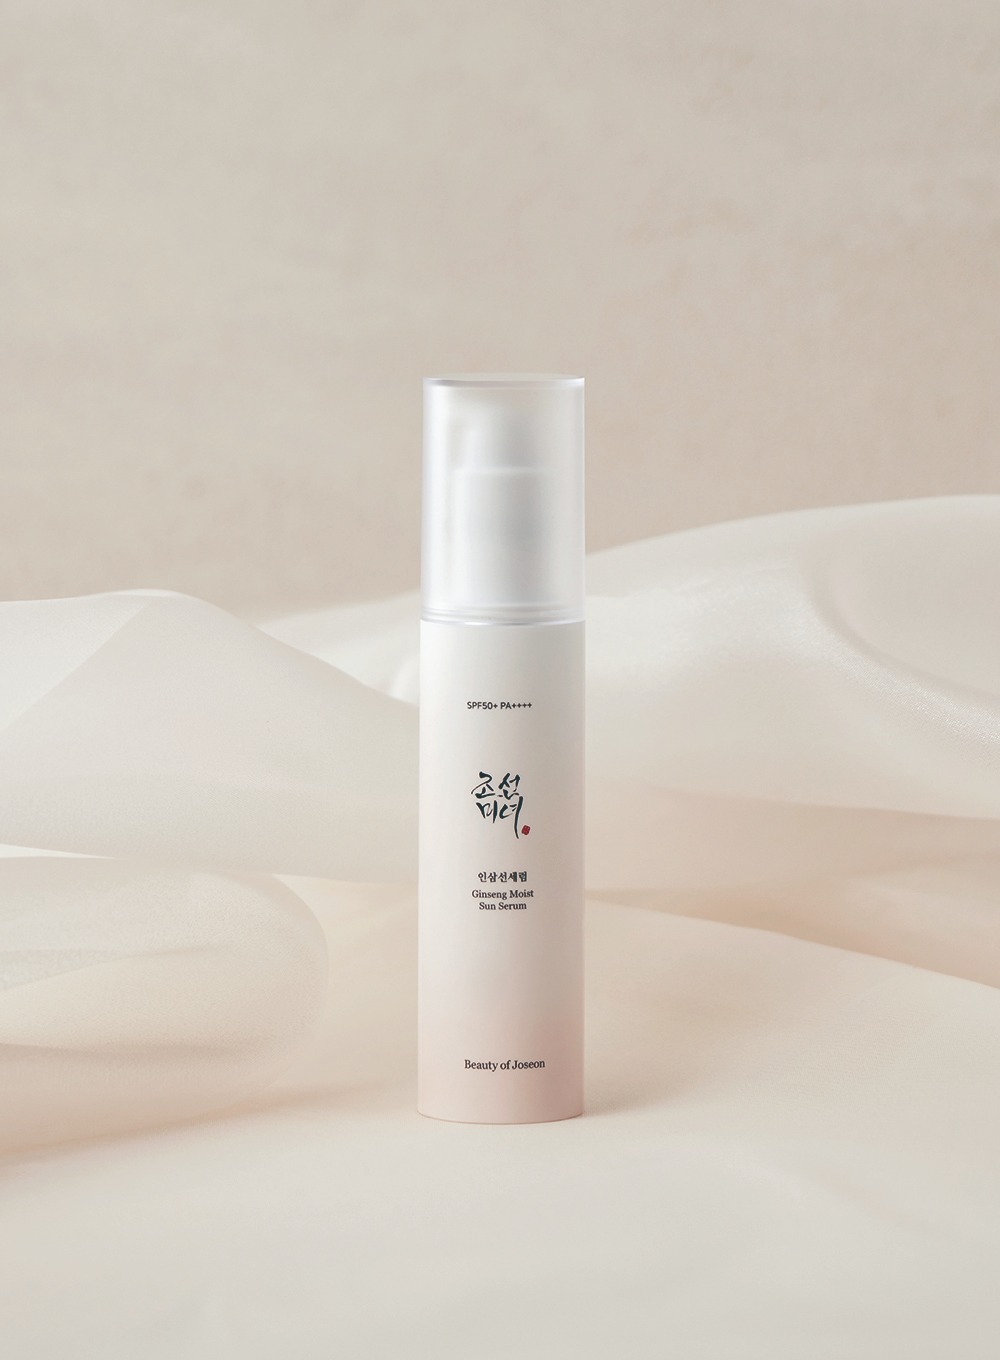 SPF50+ PA++++
조선
미녀
인삼선세럼
Ginseng Moist
Sun Serum
Beauty of Joseon